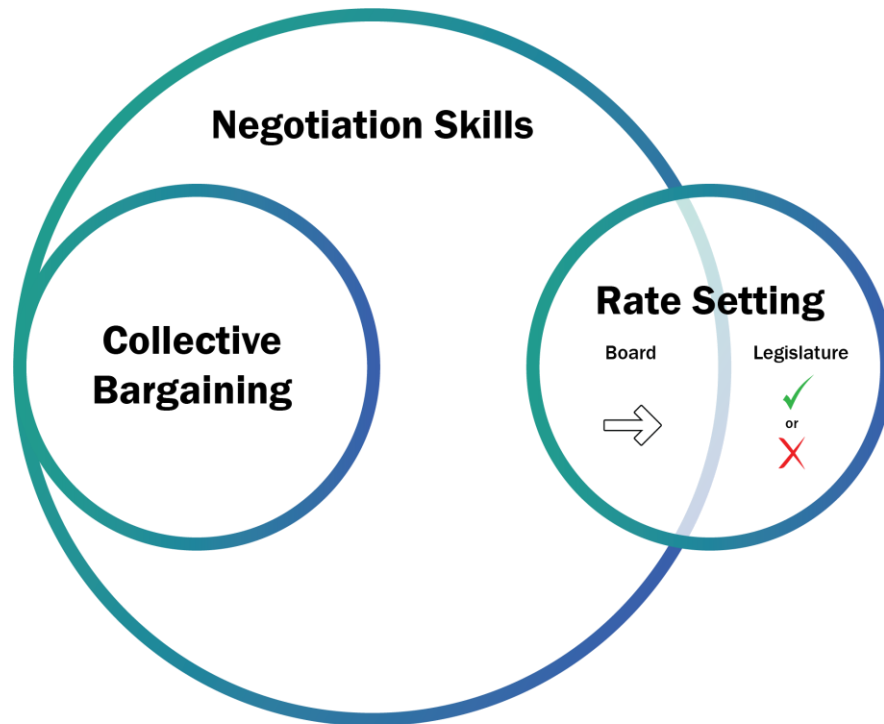 Negotiation Skills
Collective
Bargaining
Rate Setting
Board
Legislature
or